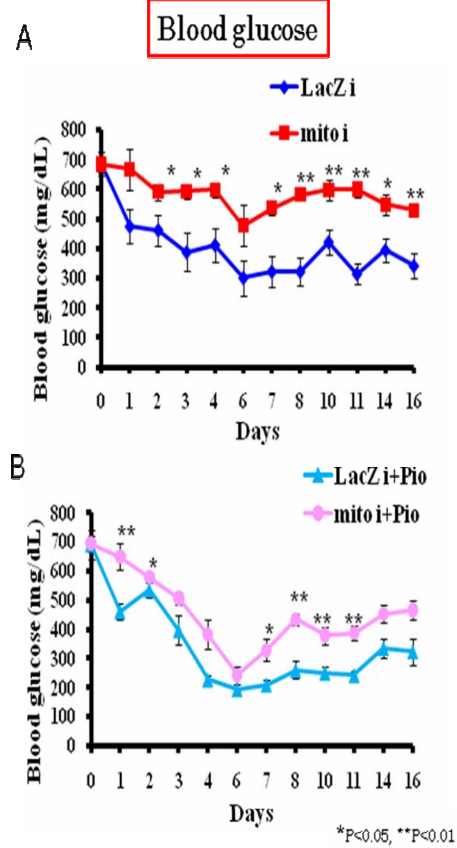 Blood glucose
A
LacZ i
mito i
Blood glucose (mg/dL)
800
700
600
500
400
300
200
100
0
* * * * ** ** ** * **
0 1 2 3 4 6 7 8 10 11 14 16
Days
B
LacZ i+Pio
mito i+Pio
Blood glucose (mg/dL)
800
700
600
500
400
300
200
100
0
** * * ** ** **
0 1 2 3 4 6 7 8 10 11 14 16
Days
*P<0.05, **P<0.01